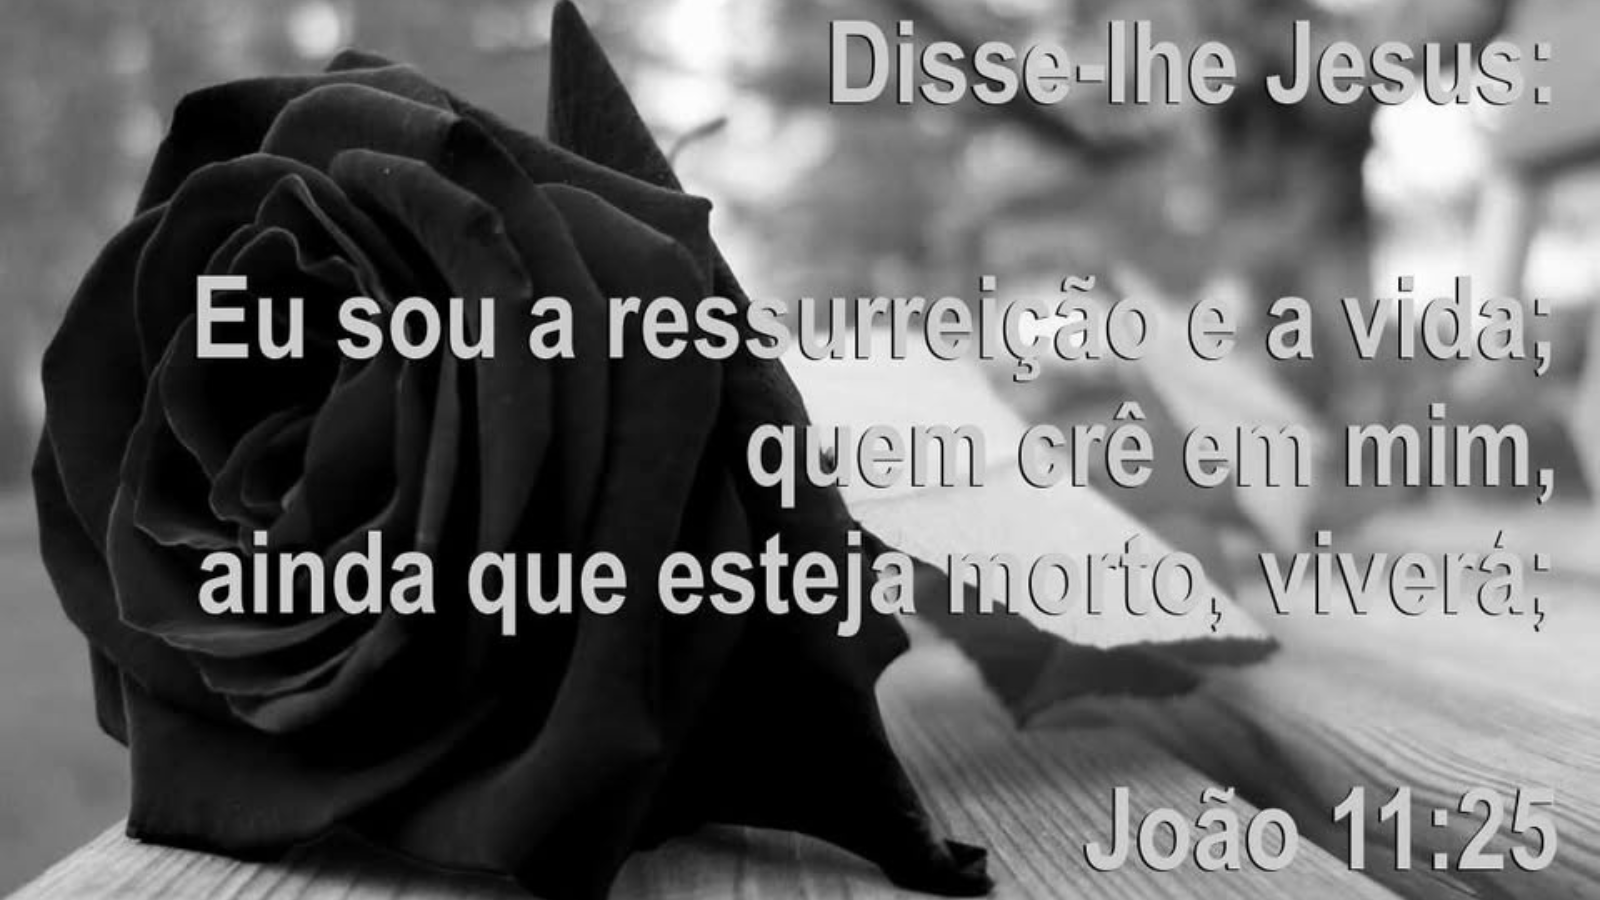 Disse-lhe Jesus:
Eu sou a ressurreição e a vida;
quem crê em mim,
ainda que esteja morto, viverá;
João 11:25